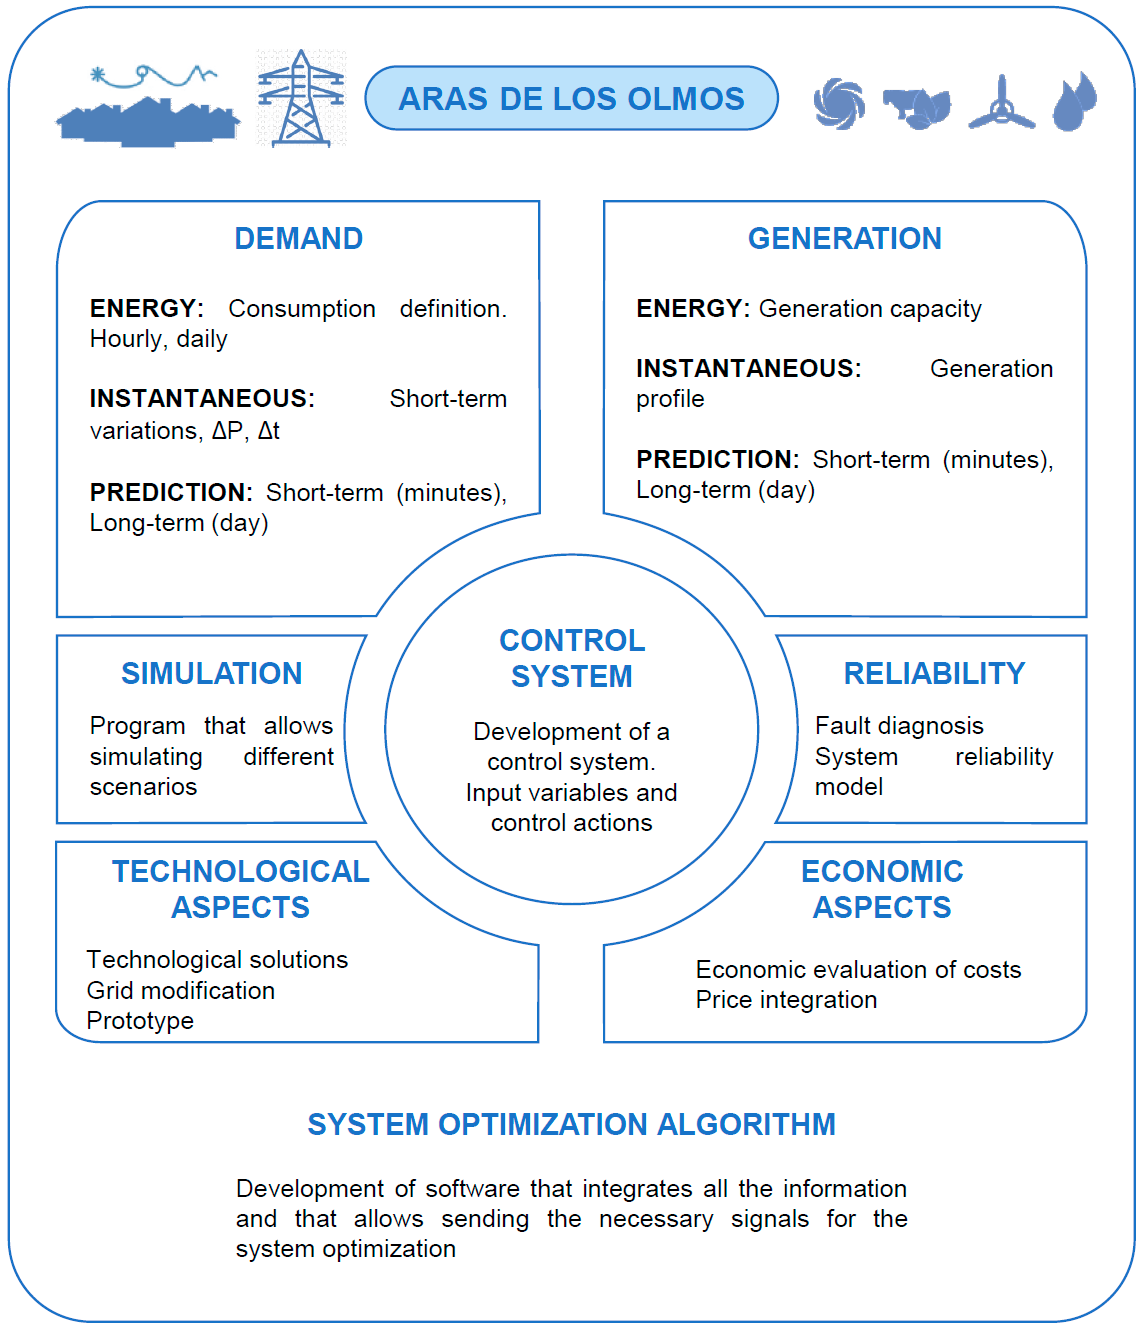 ARAS DE LOS OLMOS
DEMAND
ENERGY: Consumption definition.
Hourly, daily
INSTANTANEOUS: Short-term
variations, ΔP, Δt
PREDICTION: Short-term (minutes),
Long-term (day)
GENERATION
ENERGY: Generation capacity
INSTANTANEOUS: Generation
profile
PREDICTION: Short-term (minutes),
Long-term (day)
SIMULATION
Program that allows
simulating different
scenarios
CONTROL
SYSTEM
Development of a
control system.
Input variables and
control actions
RELIABILITY
Fault diagnosis
System reliability
model
TECHNOLOGICAL
ASPECTS
Technological solutions
Grid modification
Prototype
ECONOMIC
ASPECTS
Economic evaluation of costs
Price integration
SYSTEM OPTIMIZATION ALGORITHM
Development of software that integrates all the information
and that allows sending the necessary signals for the
system optimization